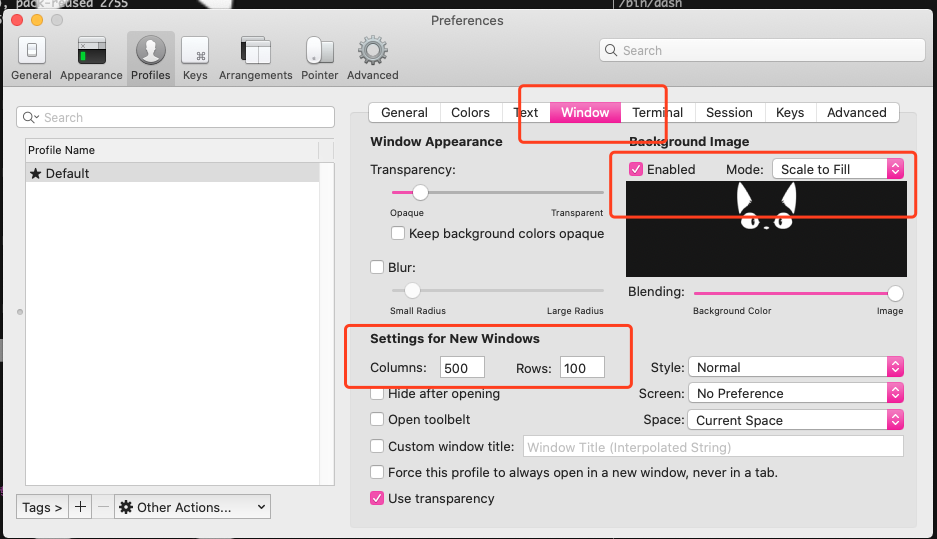 pack-reused 2755
/bin/dash
Preferences
General Appearance Profiles Keys Arrangements Pointer Advanced
Search
Search
Profile Name
★ Default
Tags >
+
—
Other Actions...
General Colors Text Window Terminal Session Keys Advanced
Window Appearance
Transparency:
Opaque Transparent
Keep background colors opaque
Blur:
Small Radius Large Radius
Background Image
Enabled Mode: Scale to Fill
Blending:
Background Color Image
Settings for New Windows
Columns: 500 Rows: 100
Style: Normal
Hide after opening
Screen: No Preference
Open toolbelt
Space: Current Space
Custom window title: Window Title (Interpolated String)
Force this profile to always open in a new window, never in a tab.
Use transparency